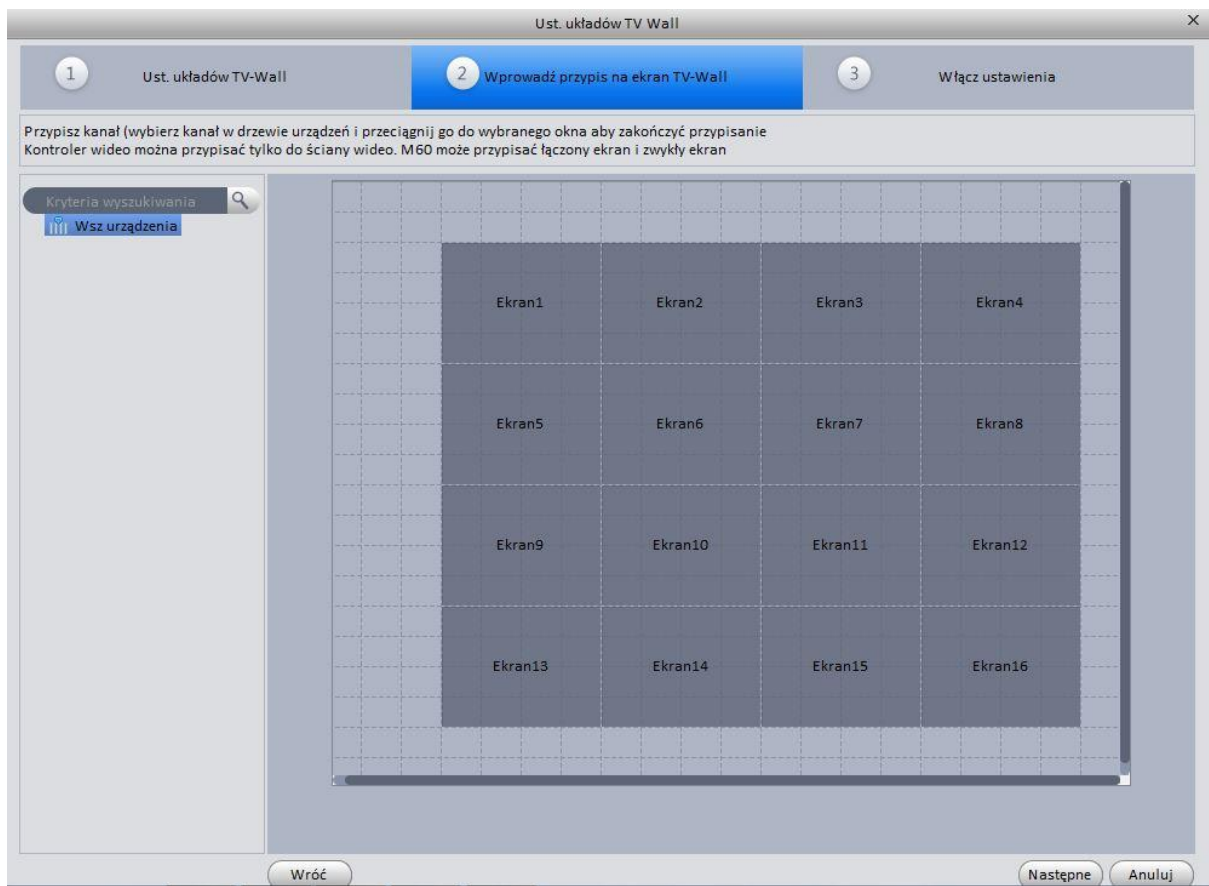 Ust. układów TV Wall
1 Ust. układów TV-Wall
2 Wprowadź przypis na ekran TV-Wall
3 Włącz ustawienia
Przypisz kanał (wybierz kanał w drzewie urządzeń i przeciągnij go do wybranego okna aby zakończyć przypisanie
Kontroler wideo można przypisać tylko do ściany wideo. M60 może przypisać łączony ekran i zwykły ekran
Kryteria wyszukiwania
Wsz urządzenia
Ekran1 Ekran2 Ekran3 Ekran4
Ekran5 Ekran6 Ekran7 Ekran8
Ekran9 Ekran10 Ekran11 Ekran12
Ekran13 Ekran14 Ekran15 Ekran16
Wróć Następne Anuluj